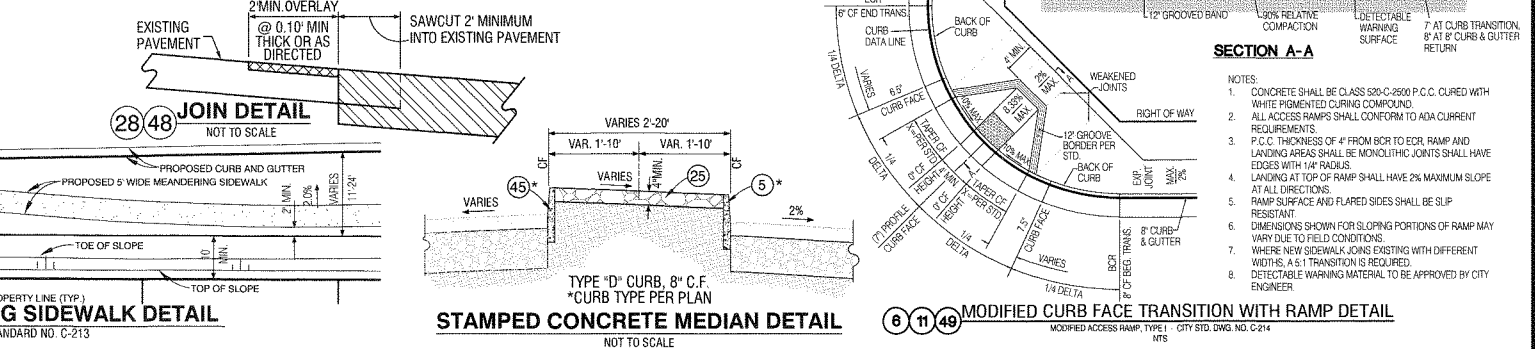 2' MIN. OVERLAY
@ 0.10' MIN
THICK OR AS
DIRECTED
EXISTING
PAVEMENT
SAWCUT 2' MINIMUM
INTO EXISTING PAVEMENT
28 48 JOIN DETAIL
NOT TO SCALE
PROPOSED CURB AND GUTTER
PROPOSED 5' WIDE MEANDERING SIDEWALK
2' MIN.
2.0%
VARIES
11'-24'
TOE OF SLOPE
10'
MIN.
TOP OF SLOPE
OPERTY LINE (TYP.)
G SIDEWALK DETAIL
ANDARD NO. C-213
VARIES 2'-20'
VAR. 1'-10'
VAR. 1'-10'
CF
CF
VARIES
4" MIN.
25
45 *
5 *
VARIES
2%
TYPE "D" CURB, 8" C.F.
*CURB TYPE PER PLAN
STAMPED CONCRETE MEDIAN DETAIL
NOT TO SCALE
6" CF END TRANS.
CURB
DATA LINE
BACK OF
CURB
1/4 DELTA
VARIES
6.5'
CURB FACE
4' MIN.
2%
MAX.
A
WEAKENED
JOINTS
RIGHT OF WAY
10% MAX.
8.33%
MAX.
10% MAX.
12" GROOVE
BORDER PER
STD.
BACK OF
CURB
TAPER CF
X=PER STD.
1/4
DELTA
0" CF
HEIGHT
4' MIN.
0" CF
HEIGHT
TAPER CF
X=PER STD.
1/4
DELTA
(7") PROFILE
CURB FACE
7.5"
CURB FACE
VARIES
1/4 DELTA
EXP.
JOINT
MAX.
2%
8" CURB
& GUTTER
BCR
8" CF BEG. TRANS.
12" GROOVED BAND
90% RELATIVE
COMPACTION
DETECTABLE
WARNING
SURFACE
7" AT CURB TRANSITION,
8" AT 8" CURB & GUTTER
RETURN
SECTION A-A
NOTES:
1. CONCRETE SHALL BE CLASS 520-C-2500 P.C.C. CURED WITH
WHITE PIGMENTED CURING COMPOUND.
2. ALL ACCESS RAMPS SHALL CONFORM TO ADA CURRENT
REQUIREMENTS.
3. P.C.C. THICKNESS OF 4" FROM BCR TO ECR, RAMP AND
LANDING AREAS SHALL BE MONOLITHIC JOINTS SHALL HAVE
EDGES WITH 1/4" RADIUS.
4. LANDING AT TOP OF RAMP SHALL HAVE 2% MAXIMUM SLOPE
AT ALL DIRECTIONS.
5. RAMP SURFACE AND FLARED SIDES SHALL BE SLIP
RESISTANT.
6. DIMENSIONS SHOWN FOR SLOPING PORTIONS OF RAMP MAY
VARY DUE TO FIELD CONDITIONS.
7. WHERE NEW SIDEWALK JOINS EXISTING WITH DIFFERENT
WIDTHS, A 5:1 TRANSITION IS REQUIRED.
8. DETECTABLE WARNING MATERIAL TO BE APPROVED BY CITY
ENGINEER.
6 11 49 MODIFIED CURB FACE TRANSITION WITH RAMP DETAIL
MODIFIED ACCESS RAMP, TYPE I - CITY STD. DWG. NO. C-214
NTS